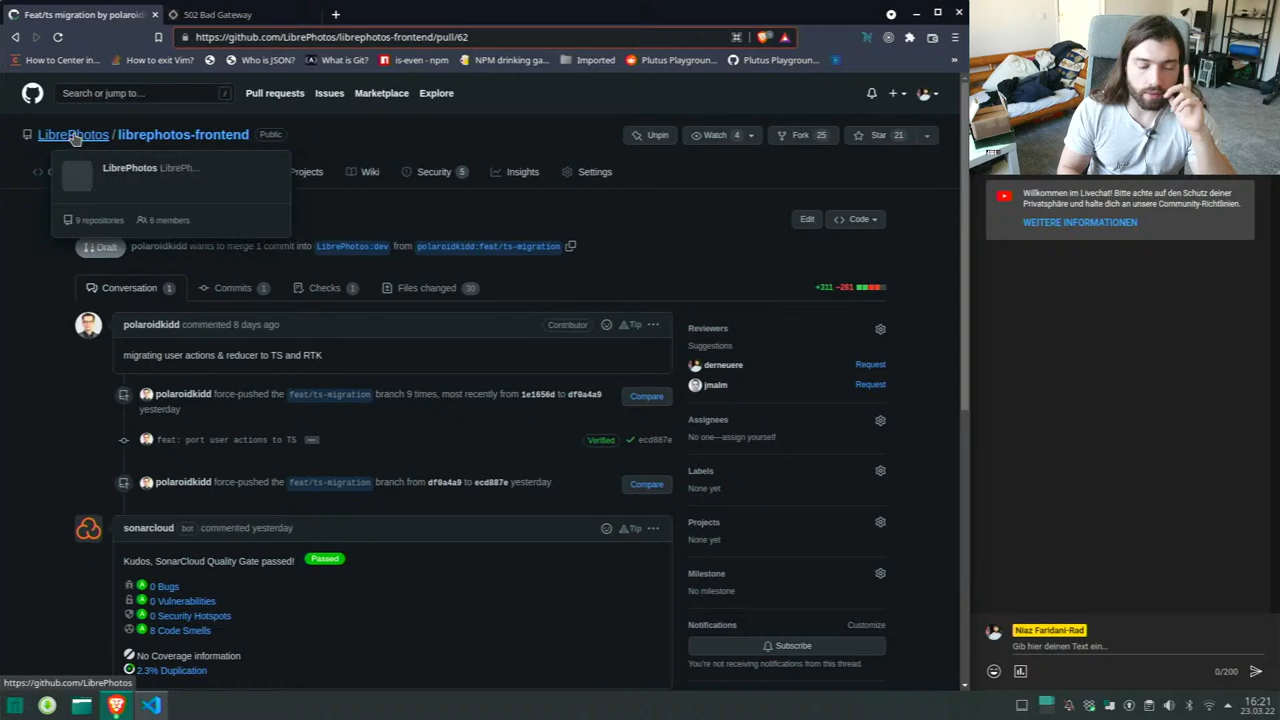 Feat/ts migration by polaroid
502 Bad Gateway
https://github.com/LibrePhotos/librephotos-frontend/pull/62
How to Center in...
How to exit Vim?
Who is JSON?
What is Git?
is-even - npm
NPM drinking ga...
Imported
Plutus Playgroun...
Plutus Playgroun...
Search or jump to...
/
Pull requests
Issues
Marketplace
Explore
LibrePhotos / librephotos-frontend
Public
Unpin
Watch 4
Fork 25
Star 21
LibrePhotos LibrePh...
9 repositories
6 members
rojects
Wiki
Security 5
Insights
Settings
Edit
Code
Draft
polaroidkidd wants to merge 1 commit into LibrePhotos:dev from polaroidkidd:feat/ts-migration
Conversation 1
Commits 1
Checks 1
Files changed 30
+311 −281
polaroidkidd commented 8 days ago
Contributor
Tip
migrating user actions & reducer to TS and RTK
polaroidkidd force-pushed the feat/ts-migration branch 9 times, most recently from 1e1656d to df0a4a9
yesterday
Compare
feat: port user actions to TS
Verified
ecd887e
polaroidkidd force-pushed the feat/ts-migration branch from df0a4a9 to ecd887e yesterday
Compare
sonarcloud bot commented yesterday
Tip
Kudos, SonarCloud Quality Gate passed!
Passed
A 0 Bugs
A 0 Vulnerabilities
A 0 Security Hotspots
A 8 Code Smells
No Coverage information
2.3% Duplication
Reviewers
Suggestions
derneuere
Request
jmalm
Request
Assignees
No one—assign yourself
Labels
None yet
Projects
None yet
Milestone
No milestone
Notifications
Customize
Subscribe
You're not receiving notifications from this thread.
https://github.com/LibrePhotos
Willkommen im Livechat! Bitte achte auf den Schutz deiner
Privatsphäre und halte dich an unsere Community-Richtlinien.
WEITERE INFORMATIONEN
Niaz Faridani-Rad
Gib hier deinen Text ein...
0/200
16:21
23.03.22